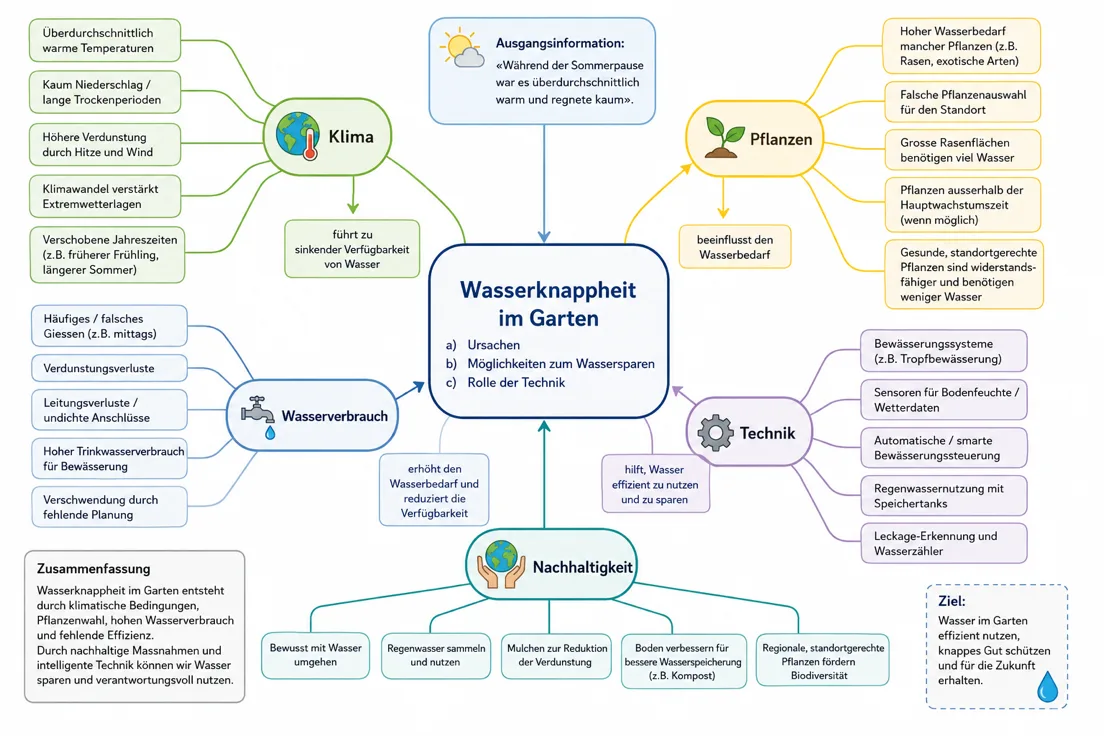 Ausgangsinformation:
«Während der Sommerpause
war es überdurchschnittlich
warm und regnete kaum».
Wasserknappheit
im Garten
a) Ursachen
b) Möglichkeiten zum Wassersparen
c) Rolle der Technik
Klima
Überdurchschnittlich
warme Temperaturen
Kaum Niederschlag /
lange Trockenperioden
Höhere Verdunstung
durch Hitze und Wind
Klimawandel verstärkt
Extremwetterlagen
Verschobene Jahreszeiten
(z.B. früherer Frühling,
längerer Sommer)
führt zu
sinkender Verfügbarkeit
von Wasser
Pflanzen
Hoher Wasserbedarf
mancher Pflanzen (z.B.
Rasen, exotische Arten)
Falsche Pflanzenauswahl
für den Standort
Grosse Rasenflächen
benötigen viel Wasser
Pflanzen ausserhalb der
Hauptwachstumszeit
(wenn möglich)
Gesunde, standortgerechte
Pflanzen sind widerstands-
fähiger und benötigen
weniger Wasser
beeinflusst den
Wasserbedarf
Wasserverbrauch
Häufiges / falsches
Giessen (z.B. mittags)
Verdunstungsverluste
Leitungsverluste /
undichte Anschlüsse
Hoher Trinkwasserverbrauch
für Bewässerung
Verschwendung durch
fehlende Planung
erhöht den
Wasserbedarf und
reduziert die
Verfügbarkeit
Technik
Bewässerungssysteme
(z.B. Tropfbewässerung)
Sensoren für Bodenfeuchte /
Wetterdaten
Automatische / smarte
Bewässerungssteuerung
Regenwassernutzung mit
Speichertanks
Leckage-Erkennung und
Wasserzähler
hilft, Wasser
effizient zu nutzen
und zu sparen
Nachhaltigkeit
Bewusst mit Wasser
umgehen
Regenwasser sammeln
und nutzen
Mulchen zur Reduktion
der Verdunstung
Boden verbessern für
bessere Wasserspeicherung
(z.B. Kompost)
Regionale, standortgerechte
Pflanzen fördern
Biodiversität
Zusammenfassung
Wasserknappheit im Garten entsteht
durch klimatische Bedingungen,
Pflanzenwahl, hohen Wasserverbrauch
und fehlende Effizienz.
Durch nachhaltige Massnahmen und
intelligente Technik können wir Wasser
sparen und verantwortungsvoll nutzen.
Ziel:
Wasser im Garten
effizient nutzen,
knappes Gut schützen
und für die Zukunft
erhalten.